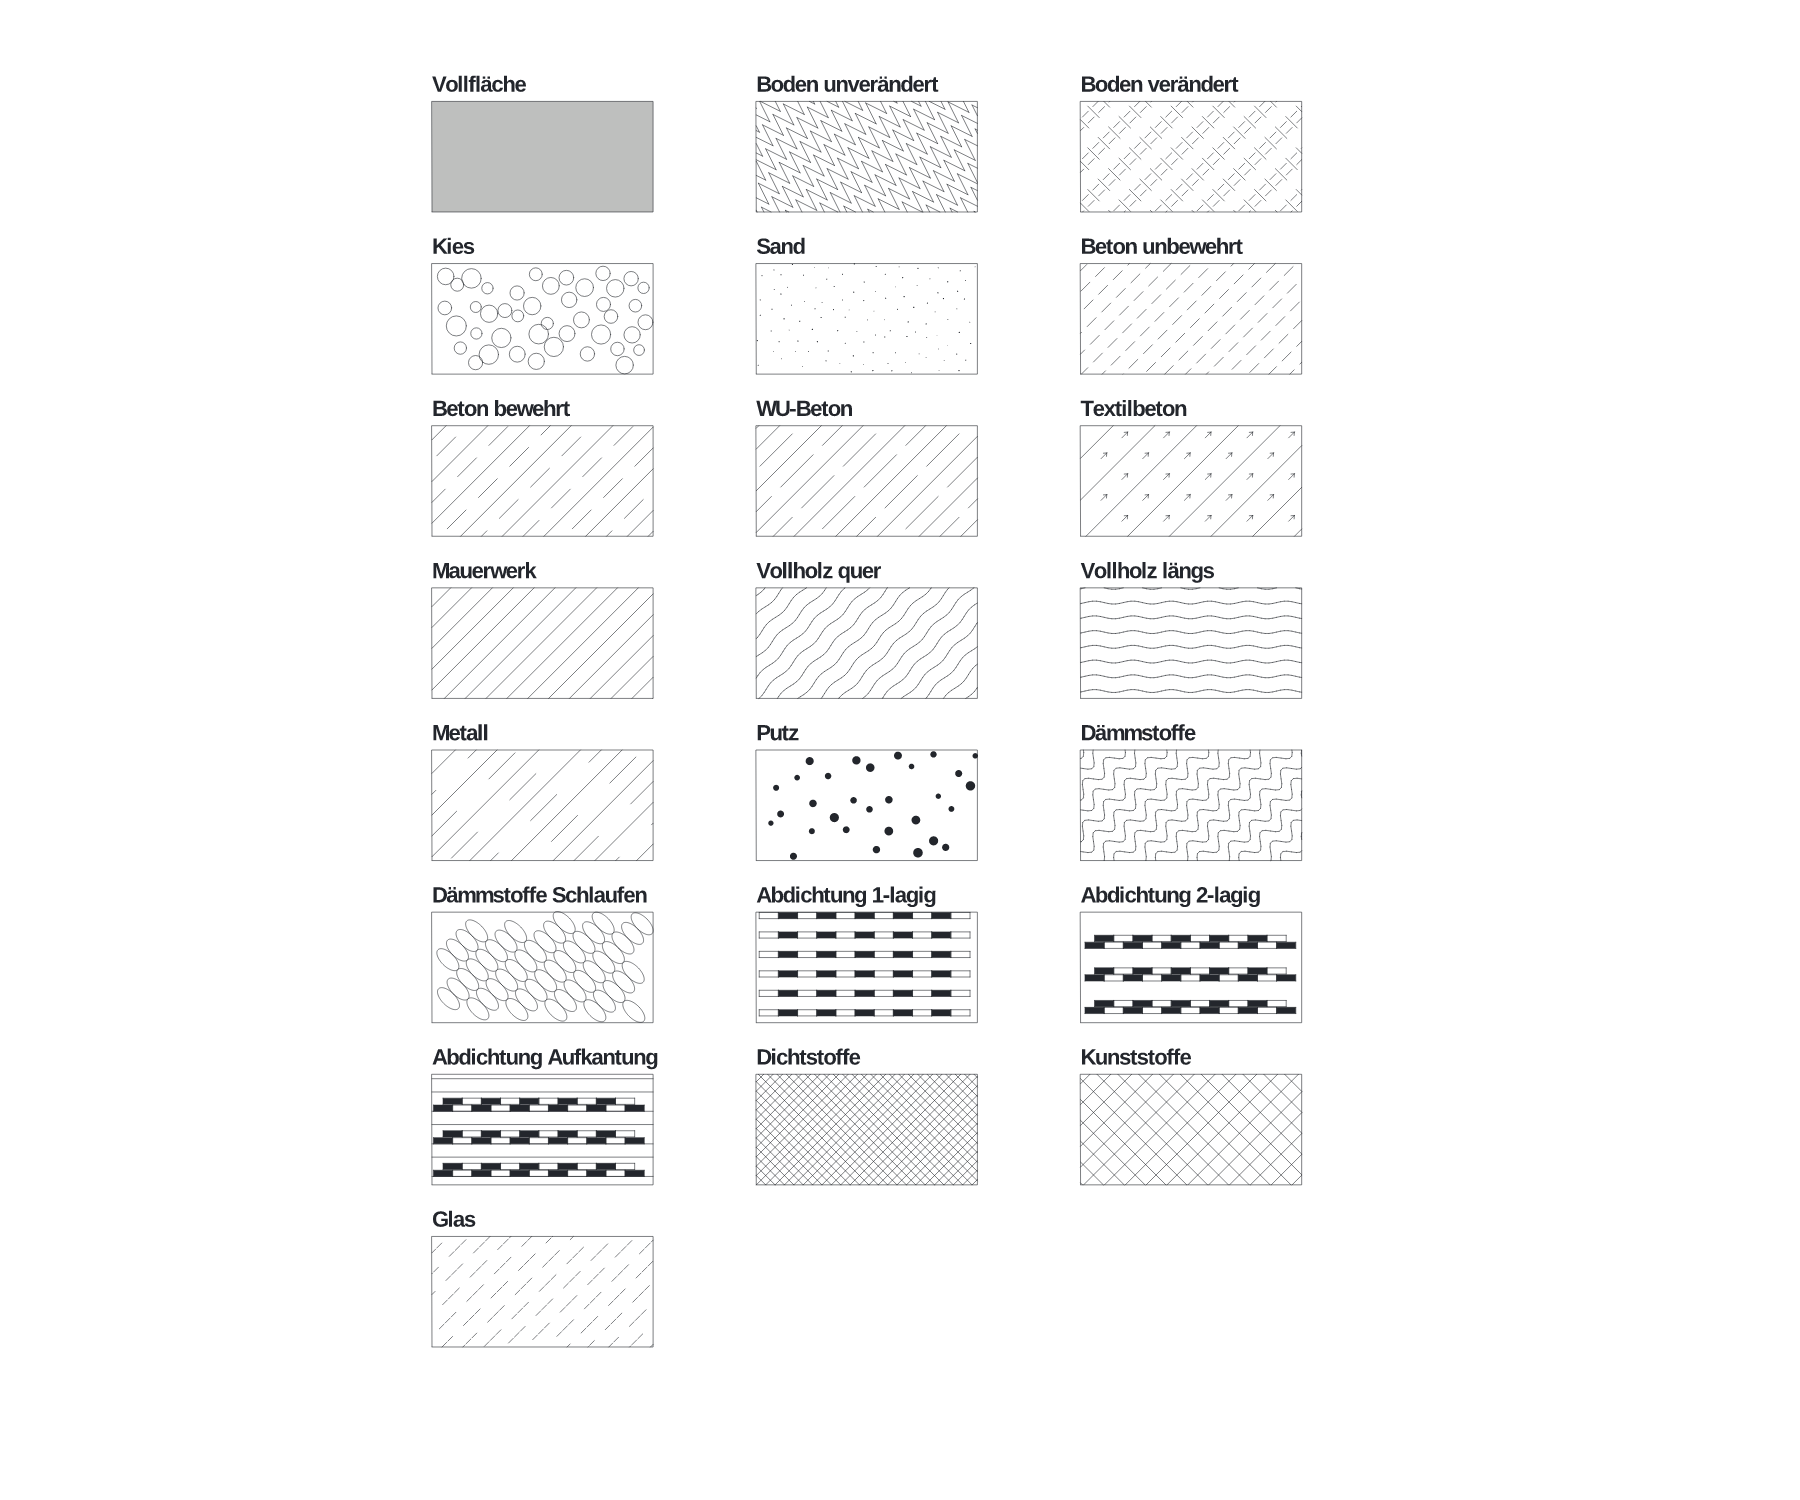 Vollfläche
Boden unverändert
Boden verändert
Kies
Sand
Beton unbewehrt
Beton bewehrt
WU-Beton
Textilbeton
Mauerwerk
Vollholz quer
Vollholz längs
Metall
Putz
Dämmstoffe
Dämmstoffe Schlaufen
Abdichtung 1-lagig
Abdichtung 2-lagig
Abdichtung Aufkantung
Dichtstoffe
Kunststoffe
Glas